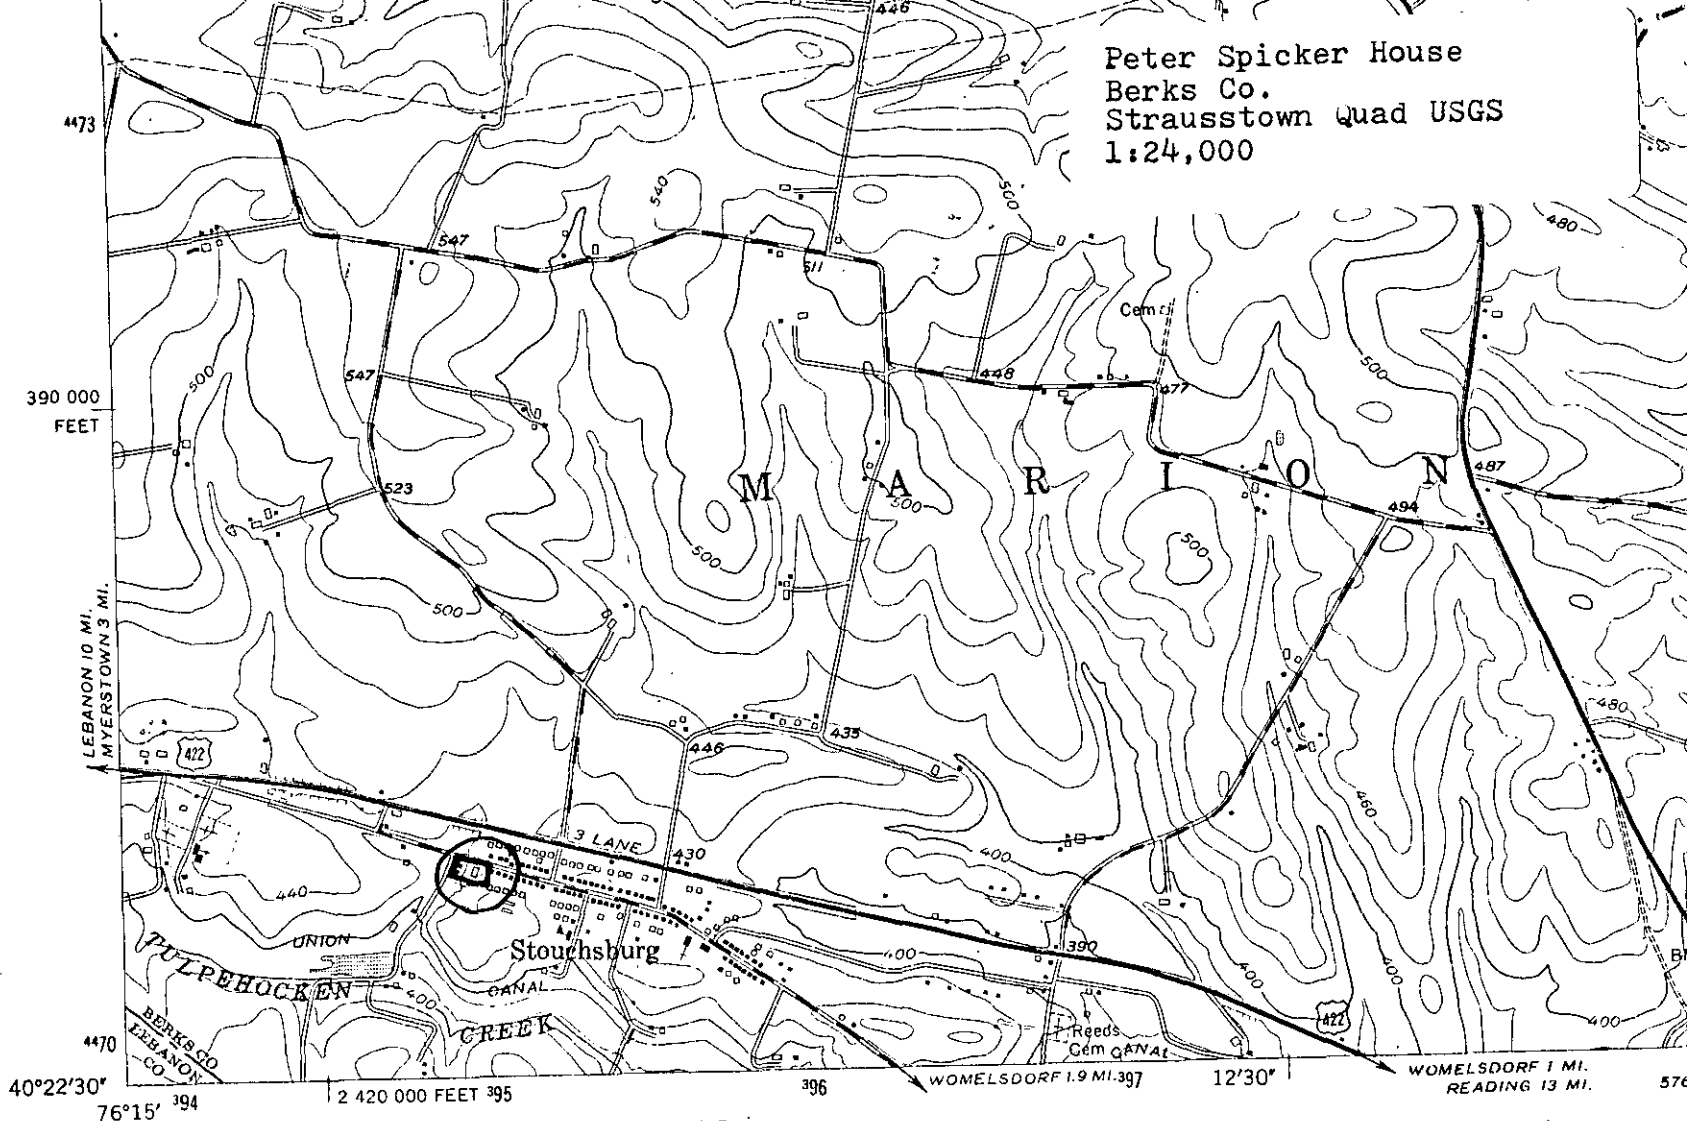 446
Peter Spicker House
Berks Co.
Strausstown Quad USGS
1:24,000
4473
540
500
480
547
511
Cem
500
547
448
477
500
390 000
FEET
M A R I O N
487
523
500
494
500
500
500
LEBANON 10 MI.
MYERSTOWN 3 MI.
480
422
446
435
460
3 LANE
430
400
440
UNION
Stouchsburg
390
400
400
400
TULPEHOCKEN
CREEK
CANAL
400
422
400
Reeds
Cem CANAL
BERKS CO
LEBANON
CO
4470
40°22'30"
76°15'
394
2 420 000 FEET
395
396
WOMELSDORF 1.9 MI.
397
12'30"
WOMELSDORF 1 MI.
READING 13 MI.
576